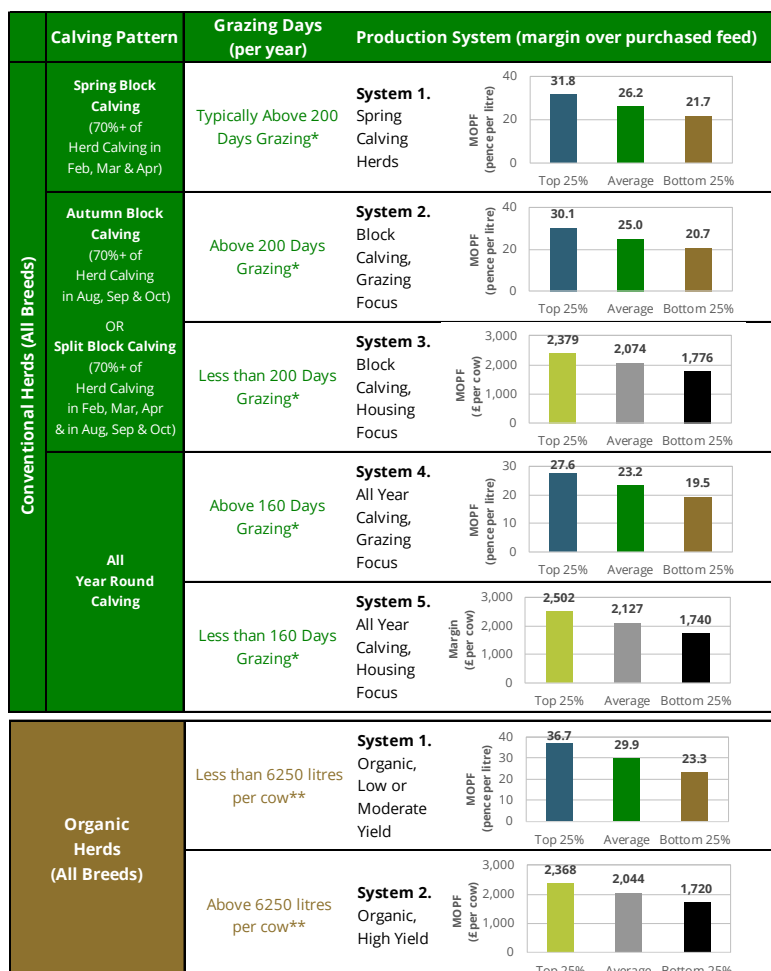 Calving Pattern
Grazing Days
(per year)
Production System (margin over purchased feed)
Conventional Herds (All Breeds)
Spring Block
Calving
(70%+ of
Herd Calving in
Feb, Mar & Apr)
Typically Above 200
Days Grazing*
System 1.
Spring
Calving
Herds
MOPF
(pence per litre)
40
20
0
31.8
26.2
21.7
Top 25%
Average
Bottom 25%
Autumn Block
Calving
(70%+ of
Herd Calving
in Aug, Sep & Oct)
OR
Split Block Calving
(70%+ of
Herd Calving
in Feb, Mar, Apr
& in Aug, Sep & Oct)
Above 200 Days
Grazing*
System 2.
Block
Calving,
Grazing
Focus
MOPF
(pence per litre)
40
20
0
30.1
25.0
20.7
Top 25%
Average
Bottom 25%
Less than 200 Days
Grazing*
System 3.
Block
Calving,
Housing
Focus
MOPF
(£ per cow)
3,000
2,000
1,000
0
2,379
2,074
1,776
Top 25%
Average
Bottom 25%
All
Year Round
Calving
Above 160 Days
Grazing*
System 4.
All Year
Calving,
Grazing
Focus
MOPF
(pence per litre)
30
20
10
0
27.6
23.2
19.5
Top 25%
Average
Bottom 25%
Less than 160 Days
Grazing*
System 5.
All Year
Calving,
Housing
Focus
Margin
(£ per cow)
3,000
2,000
1,000
0
2,502
2,127
1,740
Top 25%
Average
Bottom 25%
Organic
Herds
(All Breeds)
Less than 6250 litres
per cow**
System 1.
Organic,
Low or
Moderate
Yield
MOPF
(pence per litre)
40
30
20
10
0
36.7
29.9
23.3
Top 25%
Average
Bottom 25%
Above 6250 litres
per cow**
System 2.
Organic,
High Yield
MOPF
(£ per cow)
3,000
2,000
1,000
0
2,368
2,044
1,720
Top 25%
Average
Bottom 25%